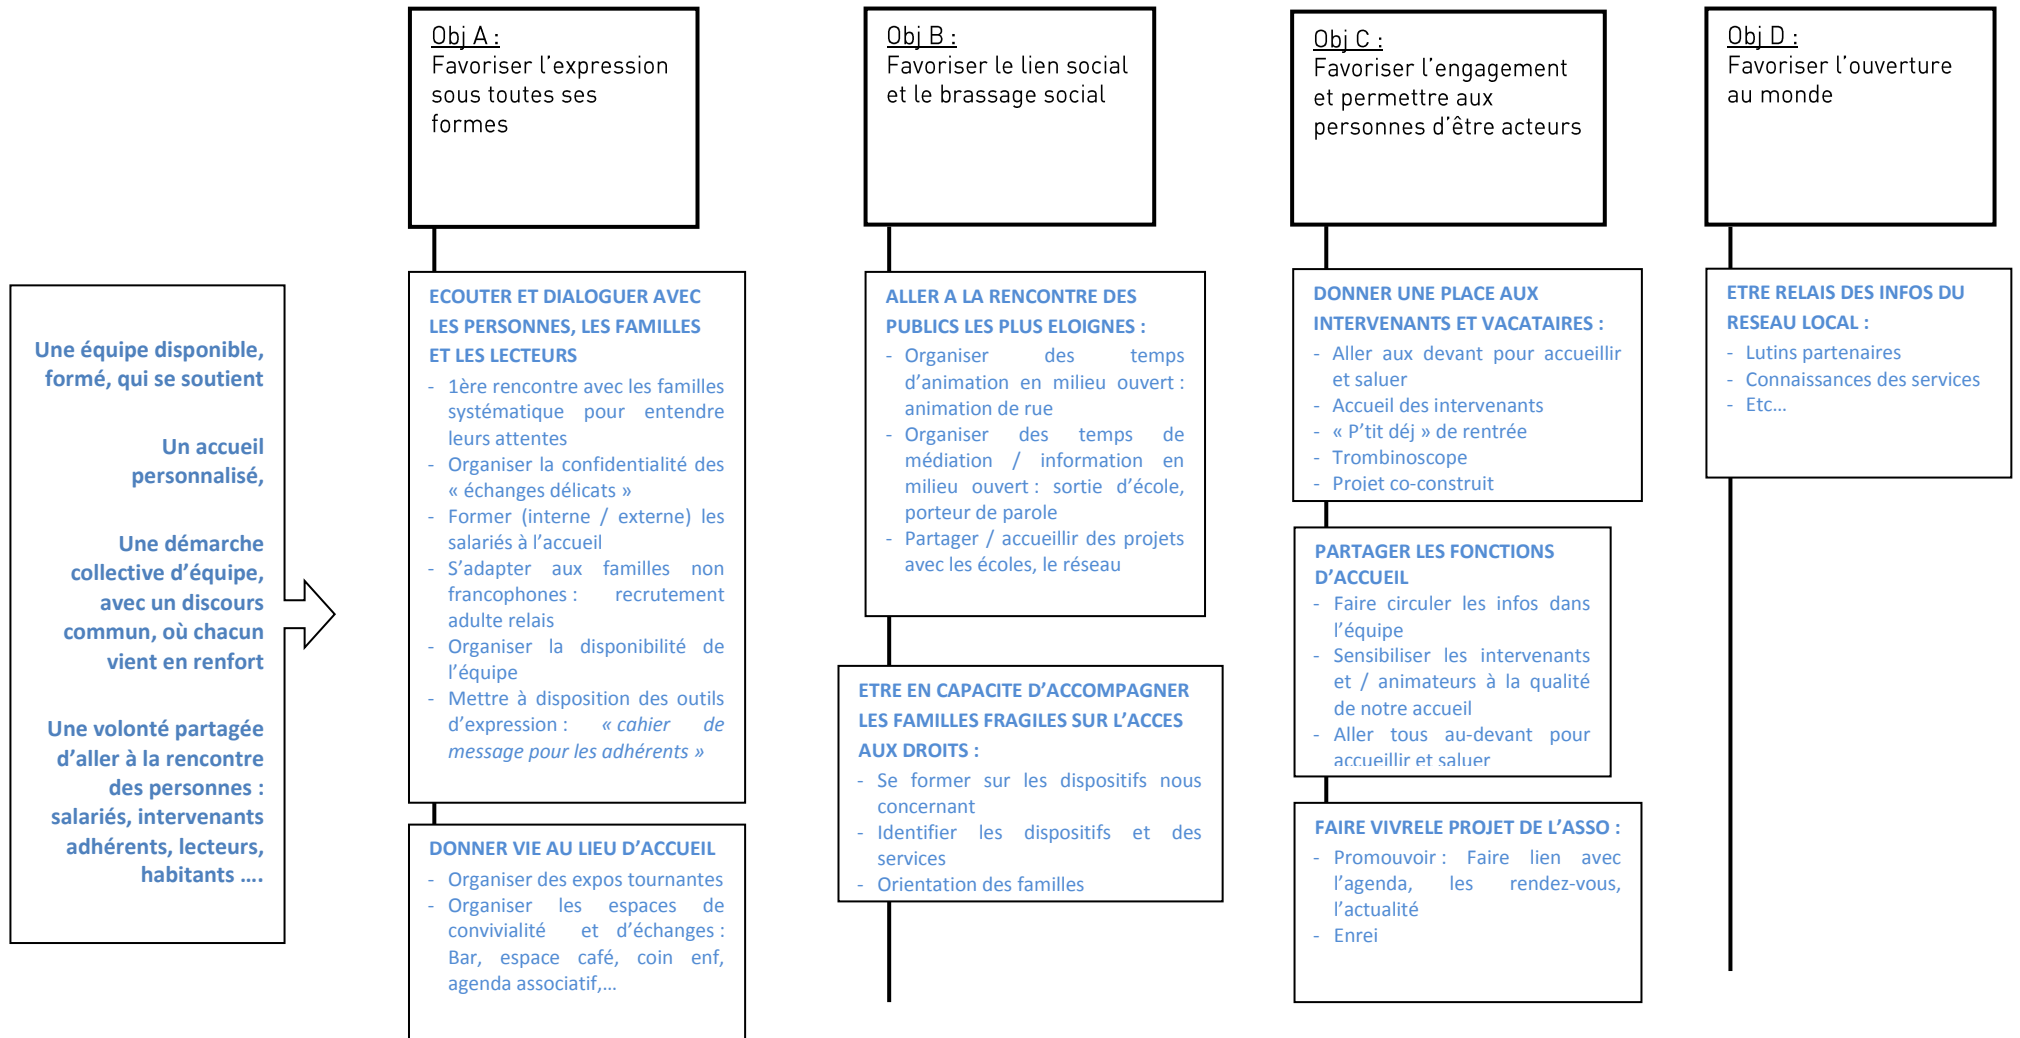 Une équipe disponible,
formé, qui se soutient
Un accueil
personnalisé,
Une démarche
collective d'équipe,
avec un discours
commun, où chacun
vient en renfort
Une volonté partagée
d'aller à la rencontre
des personnes :
salariés, intervenants
adhérents, lecteurs,
habitants ....
Obj A :
Favoriser l'expression
sous toutes ses
formes
ECOUTER ET DIALOGUER AVEC
LES PERSONNES, LES FAMILLES
ET LES LECTEURS
- 1ère rencontre avec les familles
systématique pour entendre
leurs attentes
- Organiser la confidentialité des
« échanges délicats »
- Former (interne / externe) les
salariés à l'accueil
- S'adapter aux familles non
francophones : recrutement
adulte relais
- Organiser la disponibilité de
l'équipe
- Mettre à disposition des outils
d'expression : « cahier de
message pour les adhérents »
DONNER VIE AU LIEU D'ACCUEIL
- Organiser des expos tournantes
- Organiser les espaces de
convivialité et d'échanges :
Bar, espace café, coin enf,
agenda associatif,...
Obj B :
Favoriser le lien social
et le brassage social
ALLER A LA RENCONTRE DES
PUBLICS LES PLUS ELOIGNES :
- Organiser des temps
d'animation en milieu ouvert :
animation de rue
- Organiser des temps de
médiation / information en
milieu ouvert : sortie d'école,
porteur de parole
- Partager / accueillir des projets
avec les écoles, le réseau
ETRE EN CAPACITE D'ACCOMPAGNER
LES FAMILLES FRAGILES SUR L'ACCES
AUX DROITS :
- Se former sur les dispositifs nous
concernant
- Identifier les dispositifs et des
services
- Orientation des familles
Obj C :
Favoriser l'engagement
et permettre aux
personnes d'être acteurs
DONNER UNE PLACE AUX
INTERVENANTS ET VACATAIRES :
- Aller aux devant pour accueillir
et saluer
- Accueil des intervenants
- « P'tit déj » de rentrée
- Trombinoscope
- Projet co-construit
PARTAGER LES FONCTIONS
D'ACCUEIL
- Faire circuler les infos dans
l'équipe
- Sensibiliser les intervenants
et / animateurs à la qualité
de notre accueil
- Aller tous au-devant pour
accueillir et saluer
FAIRE VIVRELE PROJET DE L'ASSO :
- Promouvoir : Faire lien avec
l'agenda, les rendez-vous,
l'actualité
- Enrei
Obj D :
Favoriser l'ouverture
au monde
ETRE RELAIS DES INFOS DU
RESEAU LOCAL :
- Lutins partenaires
- Connaissances des services
- Etc...